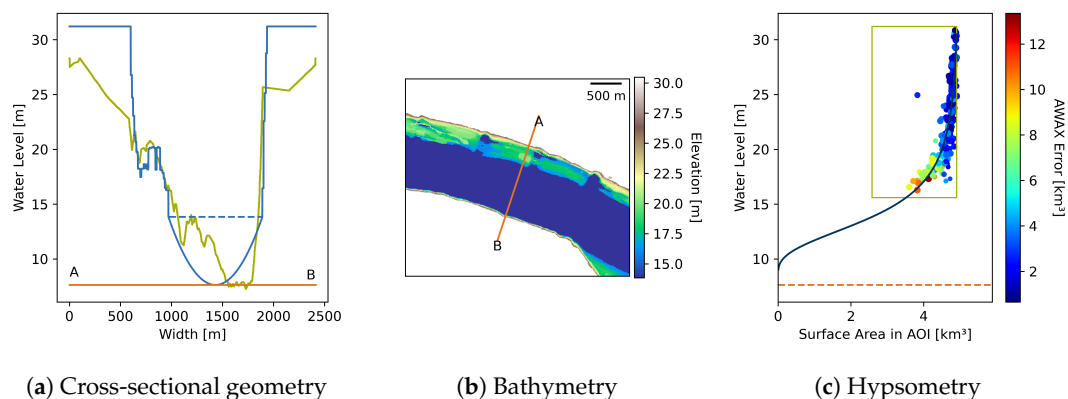 30
25
20
15
10
Water Level [m]
A
B
0
500
1000
1500
2000
2500
Width [m]
(a) Cross-sectional geometry
500 m
A
B
30.0
27.5
25.0
22.5
20.0
17.5
15.0
Elevation [m]
(b) Bathymetry
30
25
20
15
10
Water Level [m]
0
2
4
Surface Area in AOI [km³]
12
10
8
6
4
2
AWAX Error [km³]
(c) Hypsometry